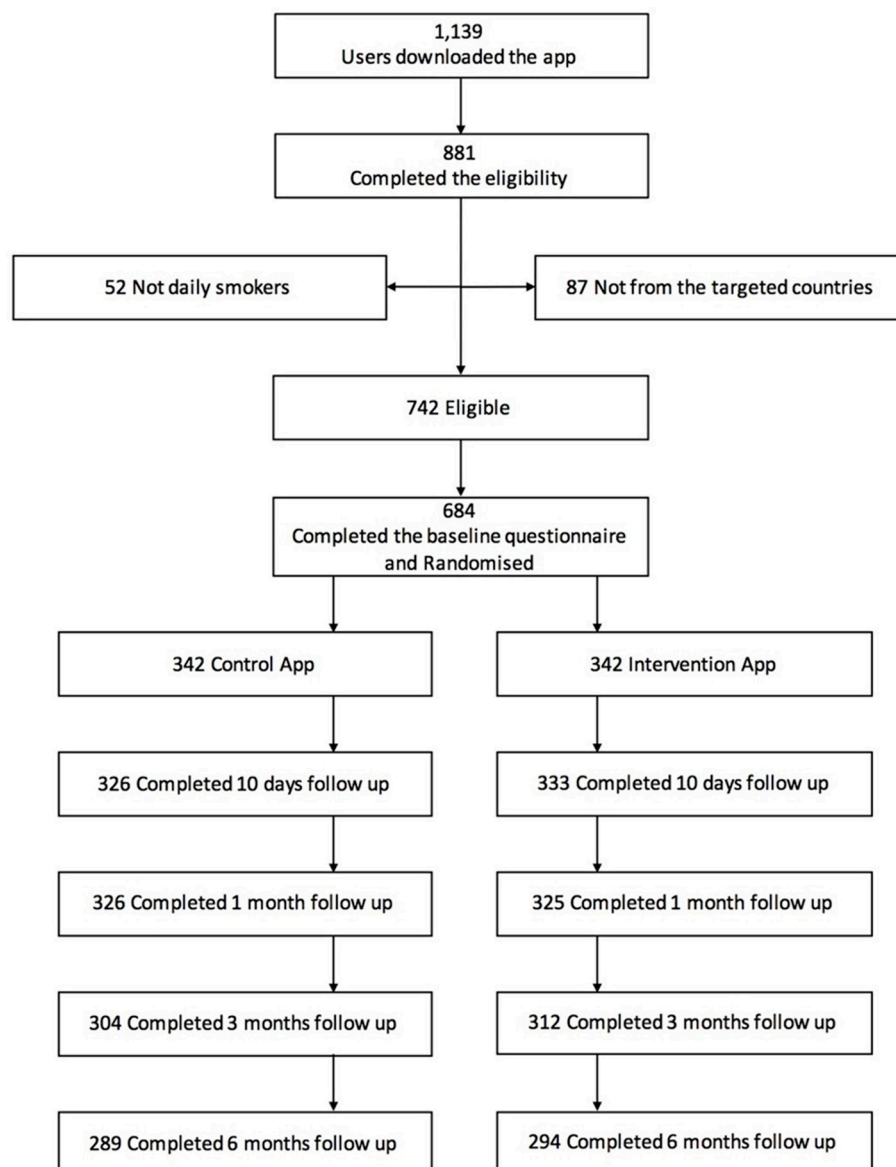 1,139
Users downloaded the app
881
Completed the eligibility
52 Not daily smokers
87 Not from the targeted countries
742 Eligible
684
Completed the baseline questionnaire
and Randomised
342 Control App
342 Intervention App
326 Completed 10 days follow up
333 Completed 10 days follow up
326 Completed 1 month follow up
325 Completed 1 month follow up
304 Completed 3 months follow up
312 Completed 3 months follow up
289 Completed 6 months follow up
294 Completed 6 months follow up